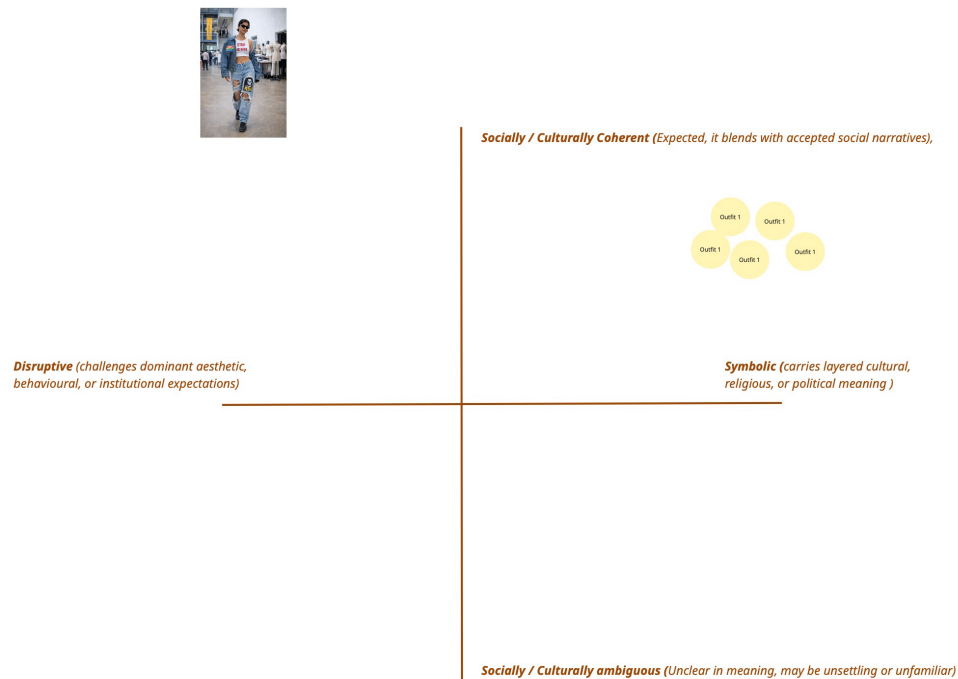 Socially / Culturally Coherent (Expected, it blends with accepted social narratives),
Outfit 1
Outfit 1
Outfit 1
Outfit 1
Outfit 1
Disruptive (challenges dominant aesthetic,
behavioural, or institutional expectations)
Symbolic (carries layered cultural,
religious, or political meaning )
Socially / Culturally ambiguous (Unclear in meaning, may be unsettling or unfamiliar)